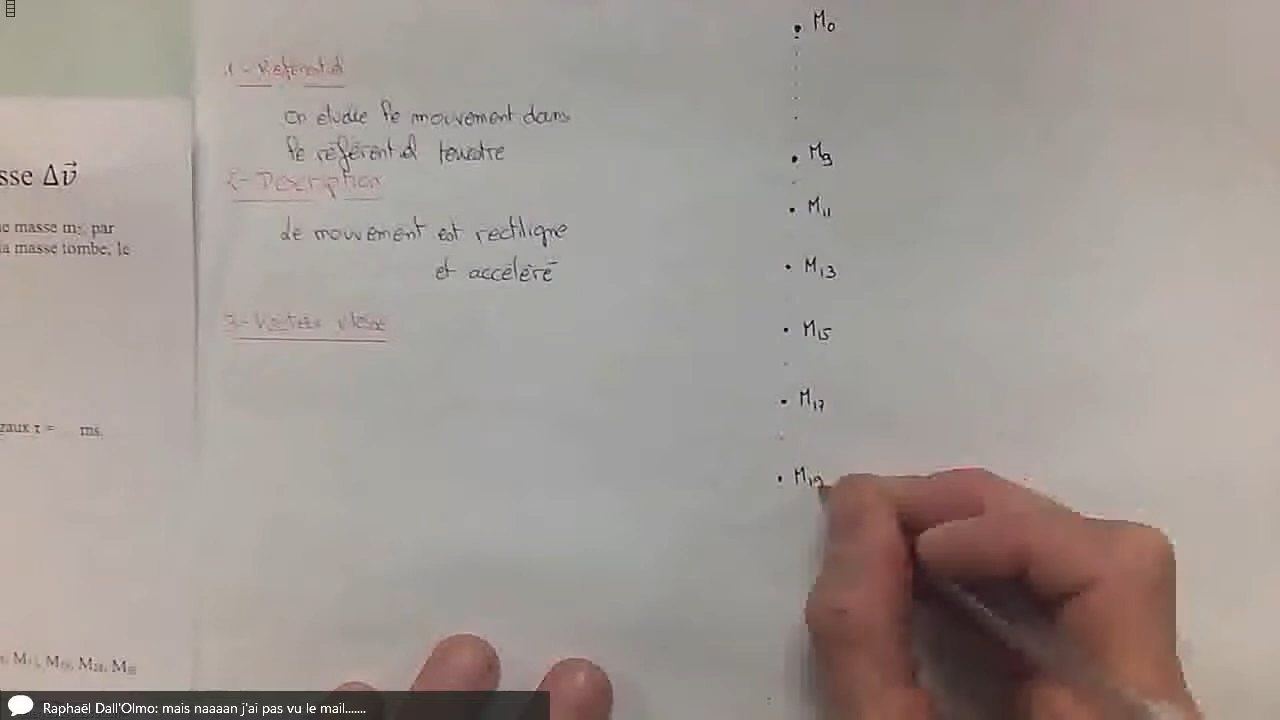 1 - Référentiel
on étudie le mouvement dans
le référentiel terrestre
2 - Description
Le mouvement est rectiligne
et accéléré
3 - Vecteur vitesse
M₀
M₉
M₁₁
M₁₃
M₁₅
M₁₇
M₁₉
sse Δv⃗
masse m, par
la masse tombe, le
τ = ms.
Raphaël Dall'Olmo: mais naaaan j'ai pas vu le mail.......